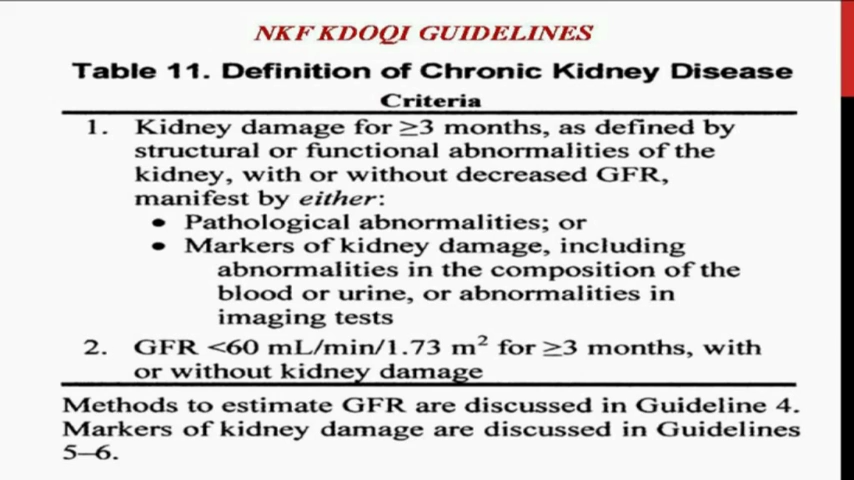 NKF KDOQI GUIDELINES
Table 11. Definition of Chronic Kidney Disease
Criteria
1. Kidney damage for ≥3 months, as defined by
structural or functional abnormalities of the
kidney, with or without decreased GFR,
manifest by either:
• Pathological abnormalities; or
• Markers of kidney damage, including
abnormalities in the composition of the
blood or urine, or abnormalities in
imaging tests
2. GFR <60 mL/min/1.73 m² for ≥3 months, with
or without kidney damage
Methods to estimate GFR are discussed in Guideline 4.
Markers of kidney damage are discussed in Guidelines
5–6.